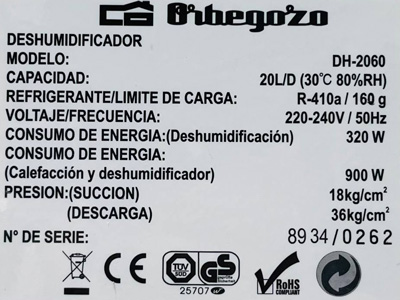 Orbegozo
DESHUMIDIFICADOR
MODELO: DH-2060
CAPACIDAD: 20L/D (30℃ 80%RH)
REFRIGERANTE/LIMITE DE CARGA: R-410a / 160 g
VOLTAJE/FRECUENCIA: 220-240V / 50Hz
CONSUMO DE ENERGIA:(Deshumidificación) 320 W
CONSUMO DE ENERGIA:
(Calefacción y deshumidificador) 900 W
PRESION:(SUCCION) 18kg/cm²
(DESCARGA) 36kg/cm²
Nº DE SERIE: 8934/0262
CE TÜV GS RoHS
COMPLIANT
25707